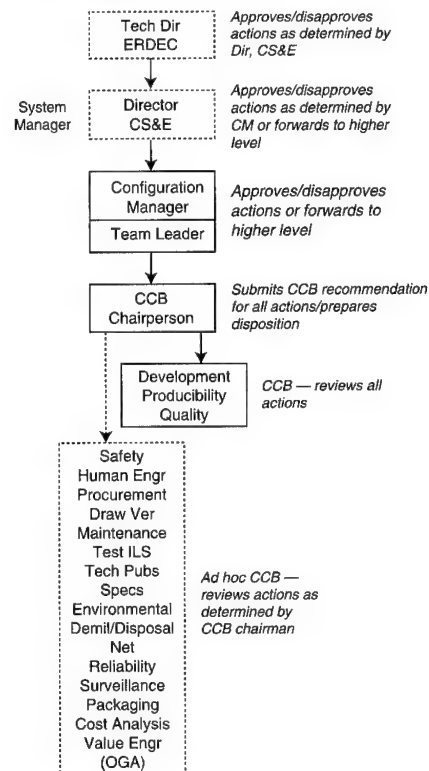 Tech Dir
ERDEC
Approves/disapproves
actions as determined by
Dir, CS&E
System
Manager
Director
CS&E
Approves/disapproves
actions as determined by
CM or forwards to higher
level
Configuration
Manager
Team Leader
Approves/disapproves
actions or forwards to
higher level
CCB
Chairperson
Submits CCB recommendation
for all actions/prepares
disposition
Development
Producibility
Quality
CCB — reviews all
actions
Safety
Human Engr
Procurement
Draw Ver
Maintenance
Test ILS
Tech Pubs
Specs
Environmental
Demil/Disposal
Net
Reliability
Surveillance
Packaging
Cost Analysis
Value Engr
(OGA)
Ad hoc CCB —
reviews actions as
determined by
CCB chairman